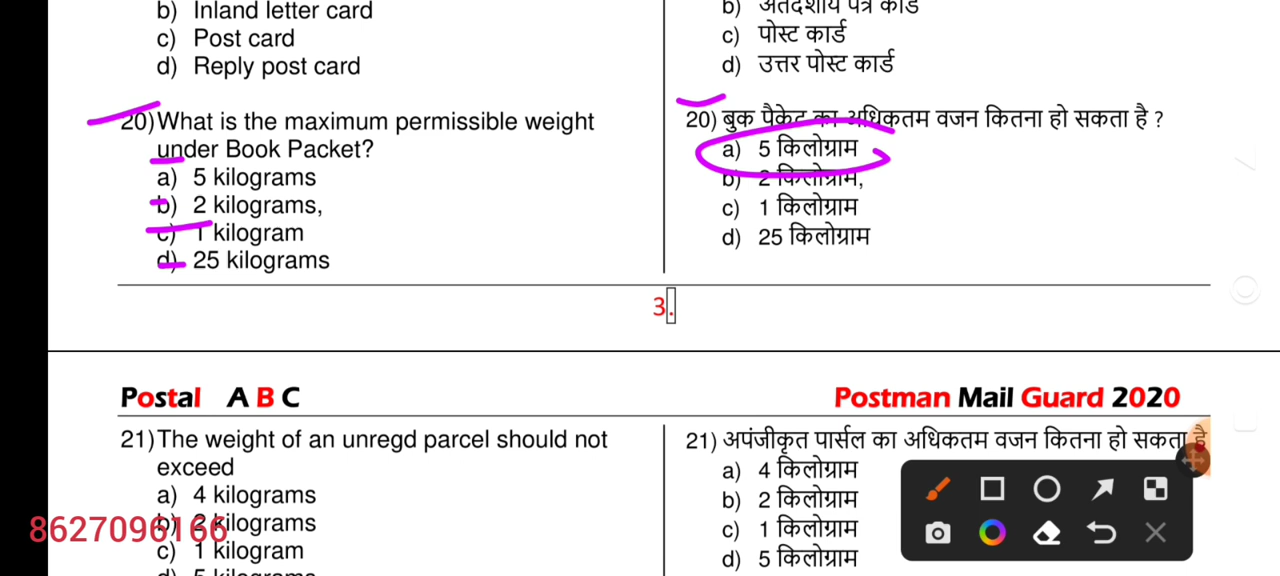 b) Inland letter card
c) Post card
d) Reply post card
20) What is the maximum permissible weight
under Book Packet?
a) 5 kilograms
b) 2 kilograms,
c) 1 kilogram
d) 25 kilograms
b) अंतर्देशीय पत्र कार्ड
c) पोस्ट कार्ड
d) उत्तर पोस्ट कार्ड
20) बुक पैकेट का अधिकतम वजन कितना हो सकता है ?
a) 5 किलोग्राम
b) 2 किलोग्राम,
c) 1 किलोग्राम
d) 25 किलोग्राम
3.
Postal A B C
Postman Mail Guard 2020
21) The weight of an unregd parcel should not
exceed
a) 4 kilograms
b) 2 kilograms
c) 1 kilogram
d) 5 kilograms
21) अपंजीकृत पार्सल का अधिकतम वजन कितना हो सकता है
a) 4 किलोग्राम
b) 2 किलोग्राम
c) 1 किलोग्राम
d) 5 किलोग्राम
8627096166